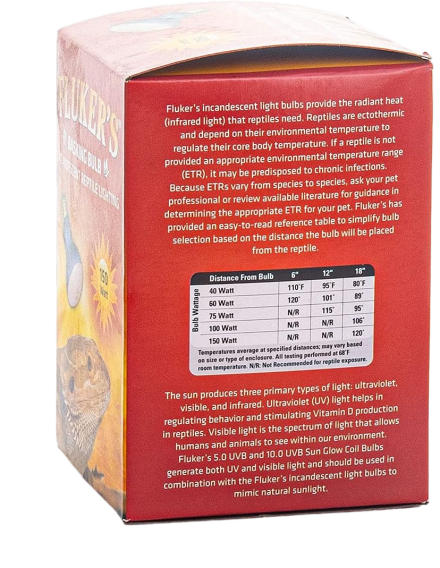 FLUKER'S
BASKING BULB
REPTILE LIGHTING
150
Watt
Fluker's incandescent light bulbs provide the radiant heat
(infrared light) that reptiles need. Reptiles are ectothermic
and depend on their environmental temperature to
regulate their core body temperature. If a reptile is not
provided an appropriate environmental temperature range
(ETR), it may be predisposed to chronic infections.
Because ETRs vary from species to species, ask your pet
professional or review available literature for guidance in
determining the appropriate ETR for your pet. Fluker's has
provided an easy-to-read reference table to simplify bulb
selection based on the distance the bulb will be placed
from the reptile.
Distance From Bulb 6" 12" 18"
Bulb Wattage
40 Watt 110°F 95°F 80°F
60 Watt 120° 101° 89°
75 Watt N/R 115° 95°
100 Watt N/R N/R 106°
150 Watt N/R N/R 120°
Temperatures average at specified distances; may vary based
on size or type of enclosure. All testing performed at 68°F
room temperature. N/R: Not Recommended for reptile exposure.
The sun produces three primary types of light: ultraviolet,
visible, and infrared. Ultraviolet (UV) light helps in
regulating behavior and stimulating Vitamin D production
in reptiles. Visible light is the spectrum of light that allows
humans and animals to see within our environment.
Fluker's 5.0 UVB and 10.0 UVB Sun Glow Coil Bulbs
generate both UV and visible light and should be used in
combination with the Fluker's incandescent light bulbs to
mimic natural sunlight.